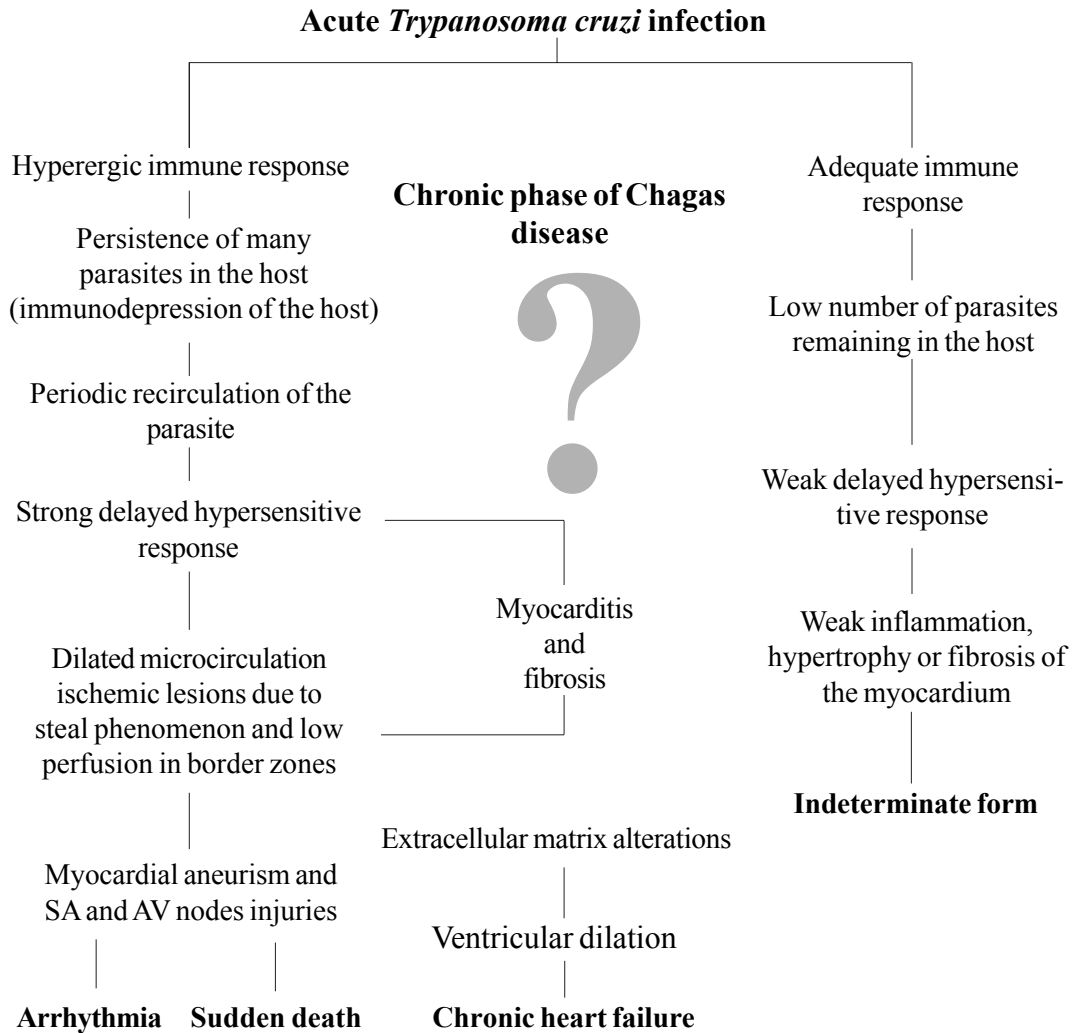 Acute Trypanosoma cruzi infection
Hyperergic immune response
Persistence of many
parasites in the host
(immunodepression of the host)
Periodic recirculation of the
parasite
Strong delayed hypersensitive
response
Dilated microcirculation
ischemic lesions due to
steal phenomenon and low
perfusion in border zones
Myocardial aneurism and
SA and AV nodes injuries
Arrhythmia
Sudden death
Chronic phase of Chagas
disease
?
Myocarditis
and
fibrosis
Extracellular matrix alterations
Ventricular dilation
Chronic heart failure
Adequate immune
response
Low number of parasites
remaining in the host
Weak delayed hypersensi-
tive response
Weak inflammation,
hypertrophy or fibrosis of
the myocardium
Indeterminate form